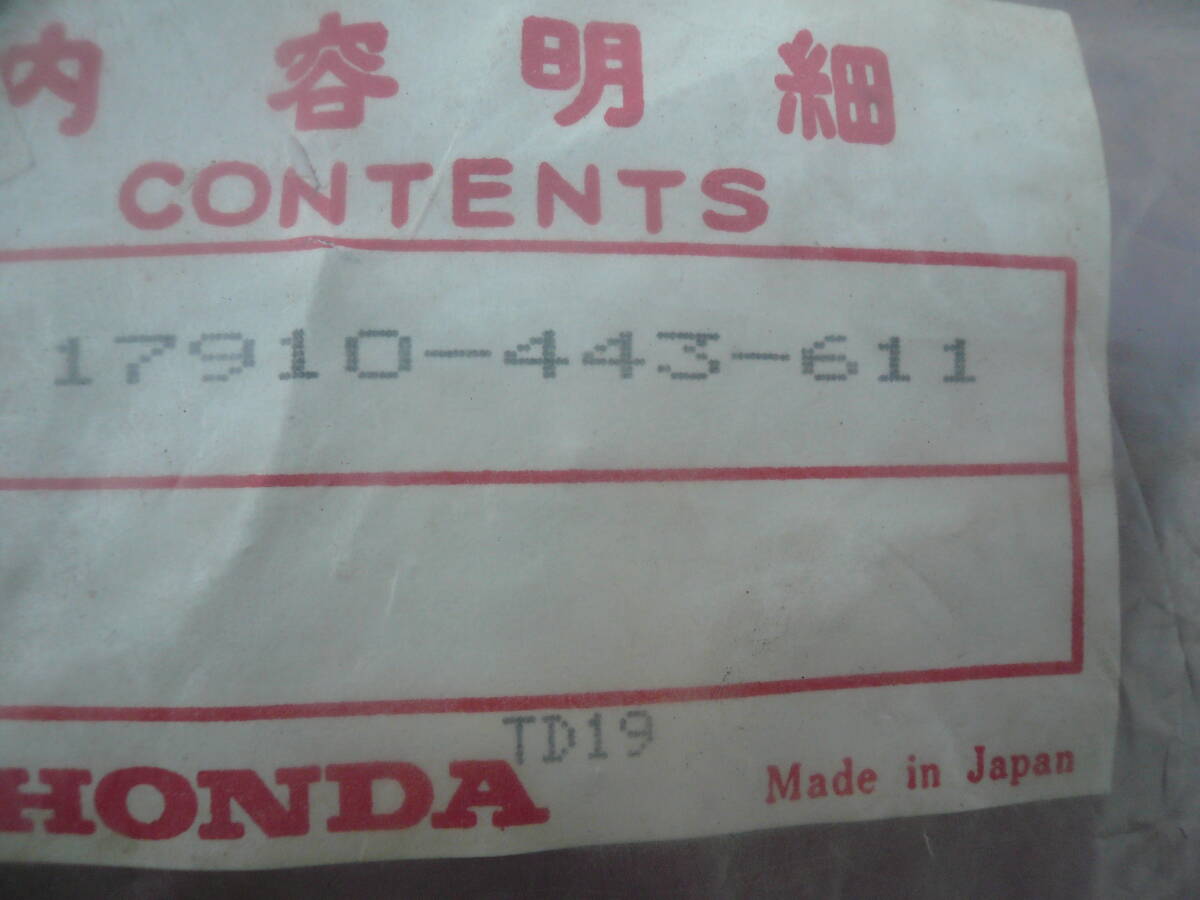 内容明細
CONTENTS
17910-443-611
TD19
HONDA
Made in Japan